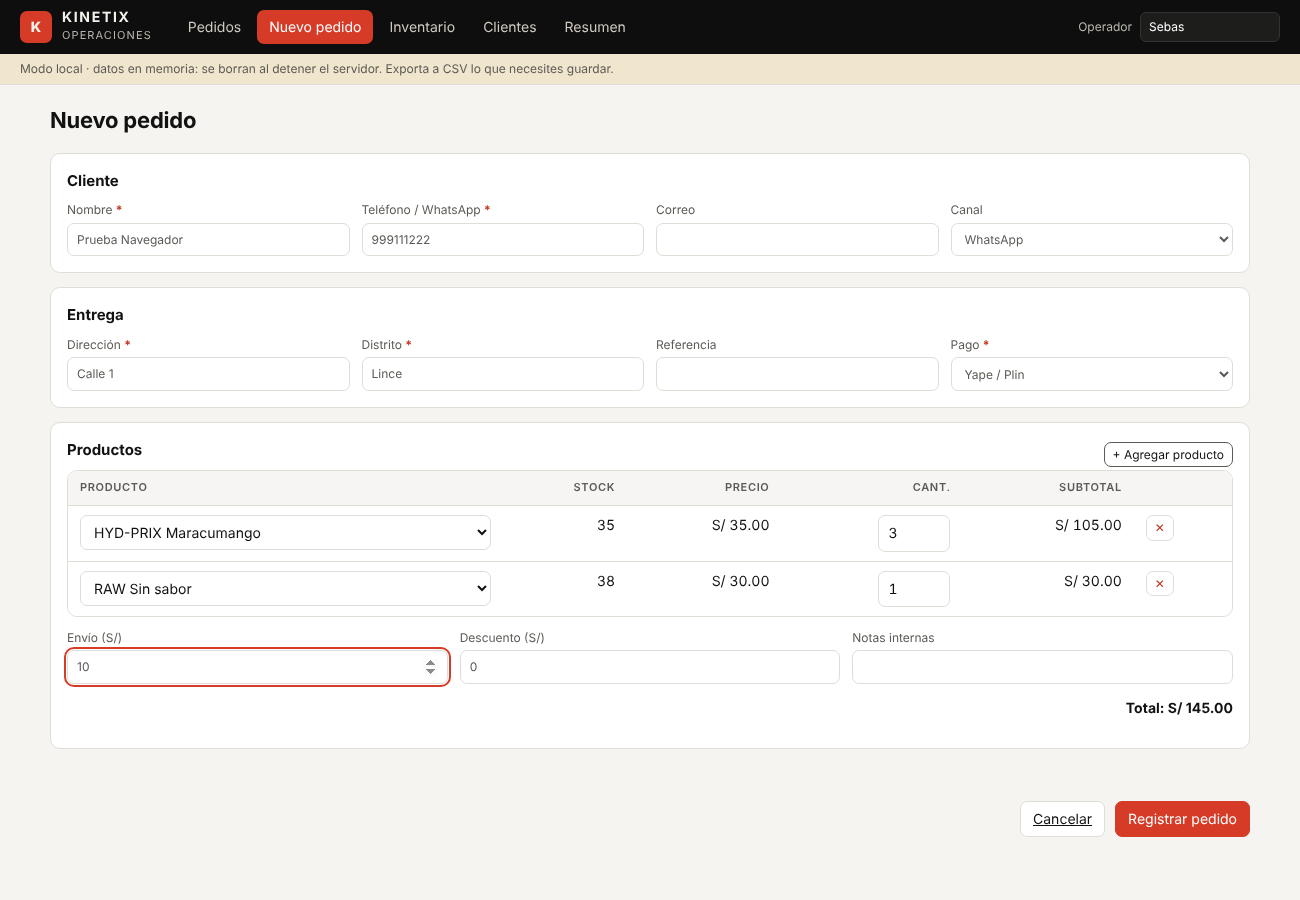 K
KINETIX
OPERACIONES
Pedidos Nuevo pedido Inventario Clientes Resumen
Operador Sebas
Modo local · datos en memoria: se borran al detener el servidor. Exporta a CSV lo que necesites guardar.
Nuevo pedido
Cliente
Nombre * Teléfono / WhatsApp * Correo Canal
Prueba Navegador 999111222 WhatsApp
Entrega
Dirección * Distrito * Referencia Pago *
Calle 1 Lince Yape / Plin
Productos
+ Agregar producto
PRODUCTO STOCK PRECIO CANT. SUBTOTAL
HYD-PRIX Maracumango 35 S/ 35.00 3 S/ 105.00 ×
RAW Sin sabor 38 S/ 30.00 1 S/ 30.00 ×
Envío (S/) Descuento (S/) Notas internas
10 0
Total: S/ 145.00
Cancelar Registrar pedido